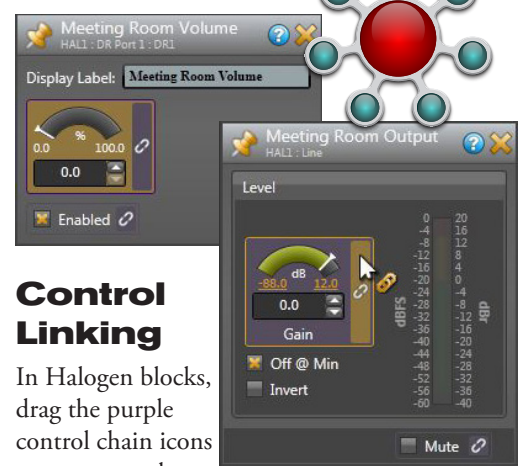 Meeting Room Volume
HAL1 : DR Port 1 : DR1
Display Label: Meeting Room Volume
%
0.0 100.0
0.0
Enabled
Meeting Room Output
HAL1 : Line
Level
dB
-88.0 12.0
0.0
Gain
Off @ Min
Invert
0 20
-4 16
-8 12
-12 8
-16 4
-20 0
-24 -4
-28 -8
-32 -12
-36 -16
-40 -20
-44 -24
-48 -28
-52 -32
-56 -36
-60 -40
dBFS
dBr
Mute
Control
Linking
In Halogen blocks,
drag the purple
control chain icons